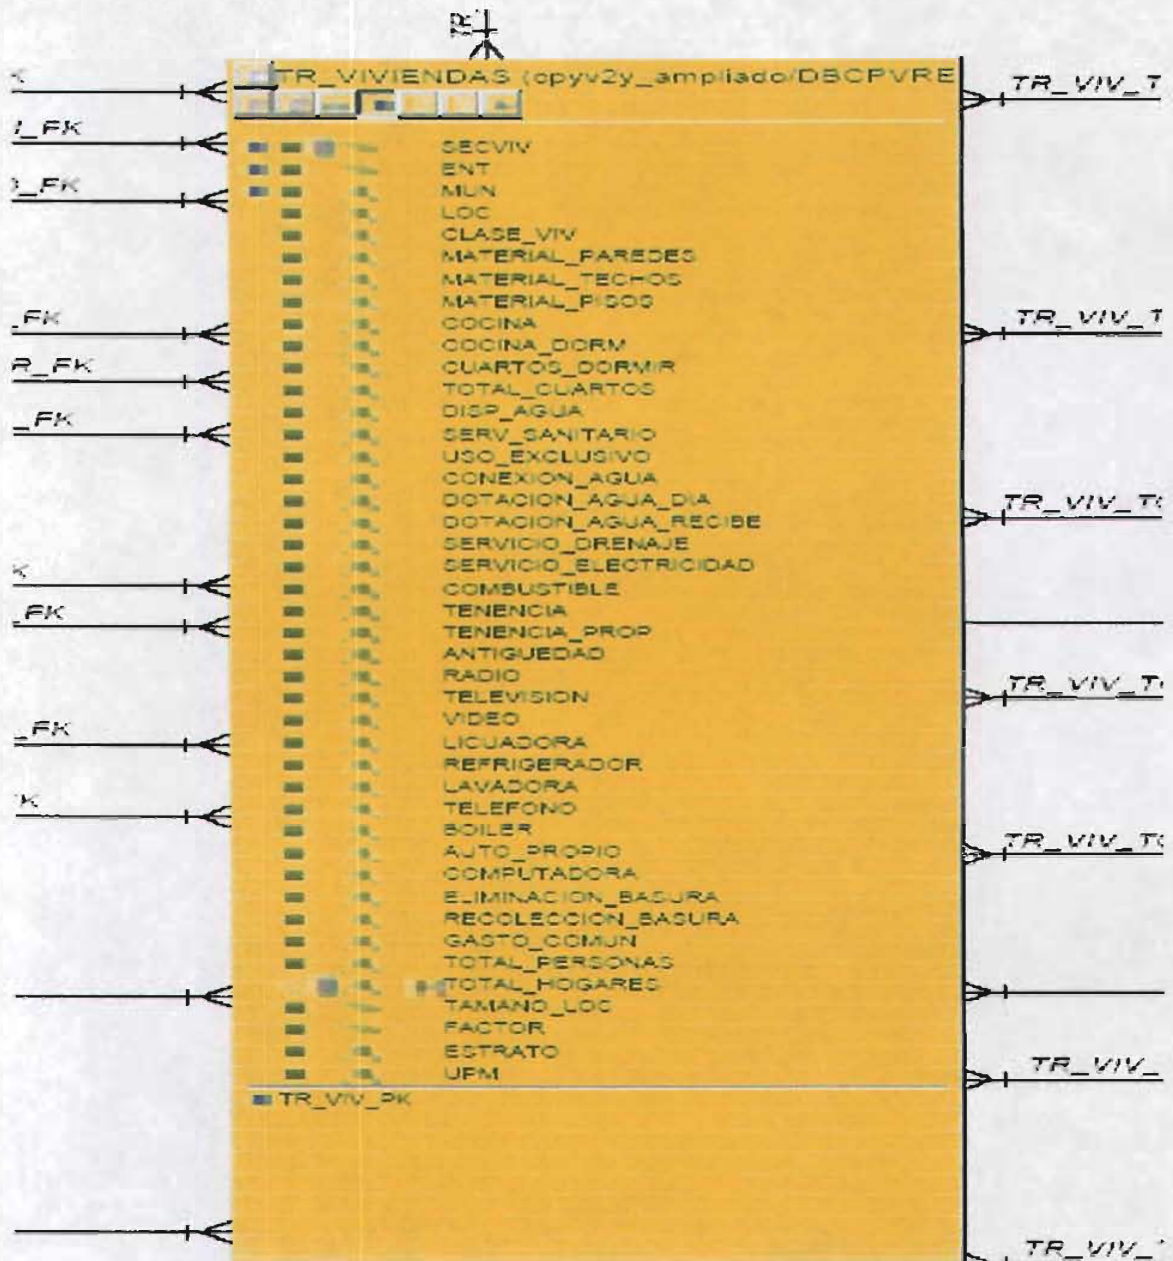 TR
TR_VIVIENDAS (cpyv2y_ampliado/DBCPVRE
SECVIV
ENT
MUN
LOC
CLASE_VIV
MATERIAL_PAREDES
MATERIAL_TECHOS
MATERIAL_PISOS
COCINA
COCINA_DORM
CUARTOS_DORMIR
TOTAL_CUARTOS
DISP_AGUA
SERV_SANITARIO
USO_EXCLUSIVO
CONEXION_AGUA
DOTACION_AGUA_DIA
DOTACION_AGUA_RECIBE
SERVICIO_DRENAJE
SERVICIO_ELECTRICIDAD
COMBUSTIBLE
TENENCIA
TENENCIA_PROP
ANTIGUEDAD
RADIO
TELEVISION
VIDEO
LICUADORA
REFRIGERADOR
LAVADORA
TELEFONO
BOILER
AUTO_PROPIO
COMPUTADORA
ELIMINACION_BASURA
RECOLECCION_BASURA
GASTO_COMUN
TOTAL_PERSONAS
TOTAL_HOGARES
TAMANO_LOC
FACTOR
ESTRATO
UPM
TR_VIV_PK
K
_FK
_FK
_FK
R_FK
_FK
K
_FK
_FK
K
TR_VIV_T
TR_VIV_T
TR_VIV_TO
TR_VIV_T
TR_VIV_TO
TR_VIV_
TR_VIV_